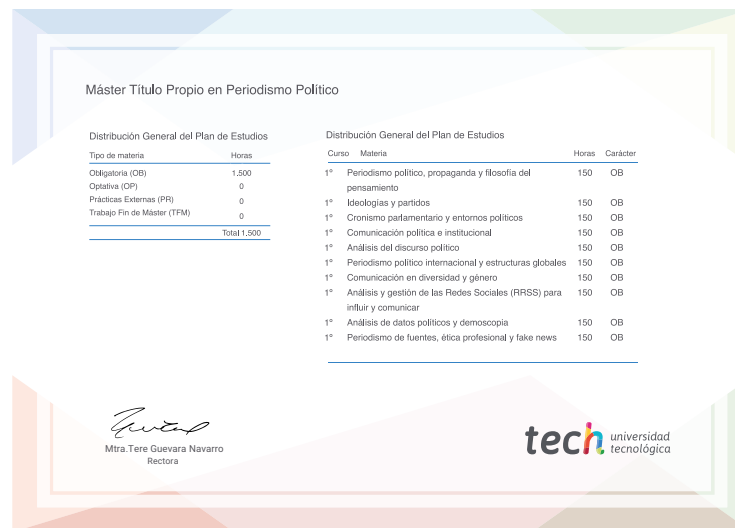 Máster Título Propio en Periodismo Político
Distribución General del Plan de Estudios
Tipo de materia Horas
Obligatoria (OB) 1.500
Optativa (OP) 0
Prácticas Externas (PR) 0
Trabajo Fin de Máster (TFM) 0
Total 1.500
Distribución General del Plan de Estudios
Curso Materia Horas Carácter
1º Periodismo político, propaganda y filosofía del 150 OB
pensamiento
1º Ideologías y partidos 150 OB
1º Cronismo parlamentario y entornos políticos 150 OB
1º Comunicación política e institucional 150 OB
1º Análisis del discurso político 150 OB
1º Periodismo político internacional y estructuras globales 150 OB
1º Comunicación en diversidad y género 150 OB
1º Análisis y gestión de las Redes Sociales (RRSS) para 150 OB
influir y comunicar
1º Análisis de datos políticos y demoscopia 150 OB
1º Periodismo de fuentes, ética profesional y fake news 150 OB
Mtra.Tere Guevara Navarro
Rectora
tech universidad
tecnológica